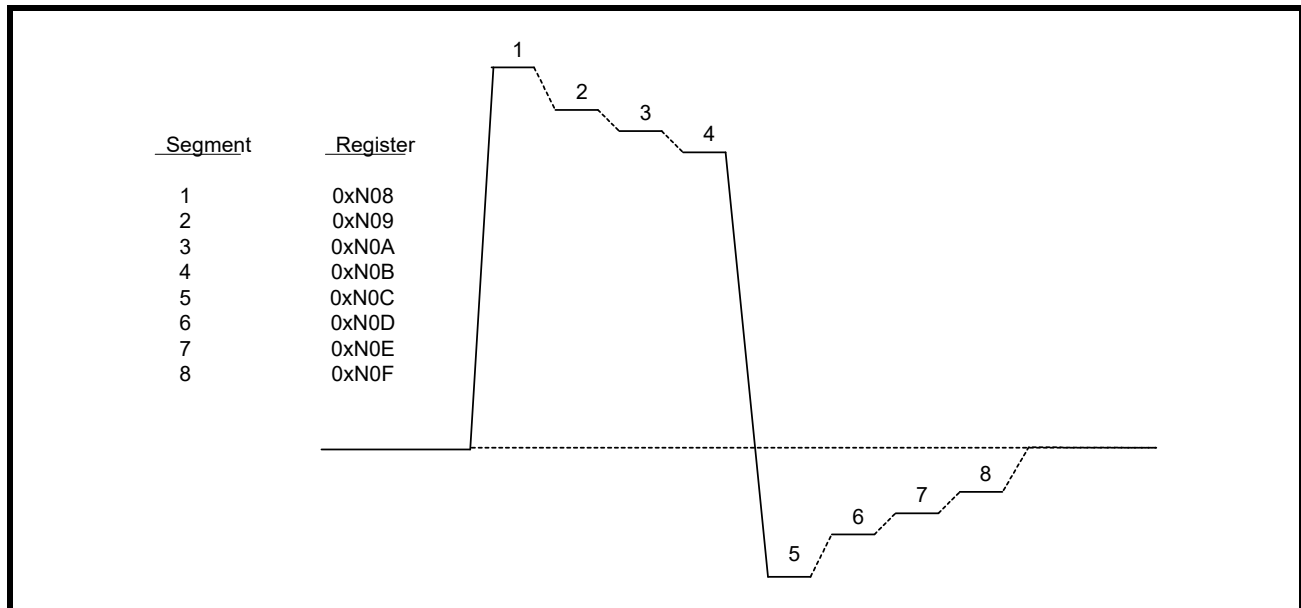 Segment Register
1 0xN08
2 0xN09
3 0xN0A
4 0xN0B
5 0xN0C
6 0xN0D
7 0xN0E
8 0xN0F
1
2
3
4
5
6
7
8